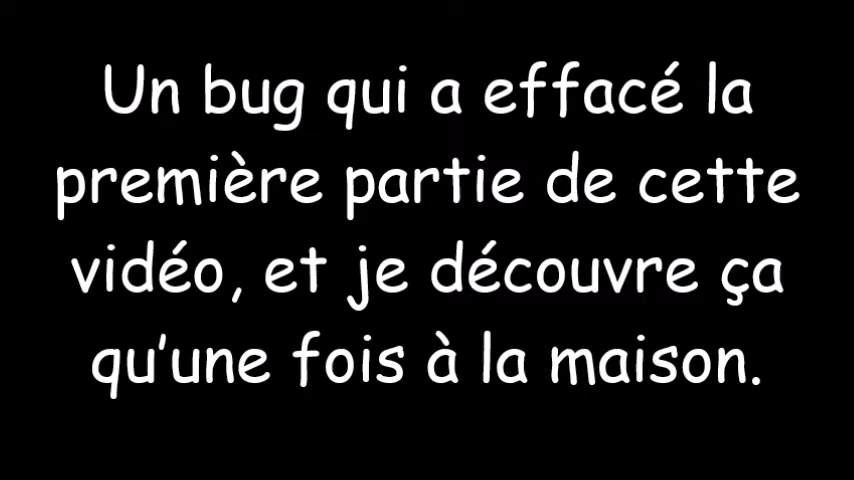 Un bug qui a effacé la
première partie de cette
vidéo, et je découvre ça
qu’une fois à la maison.